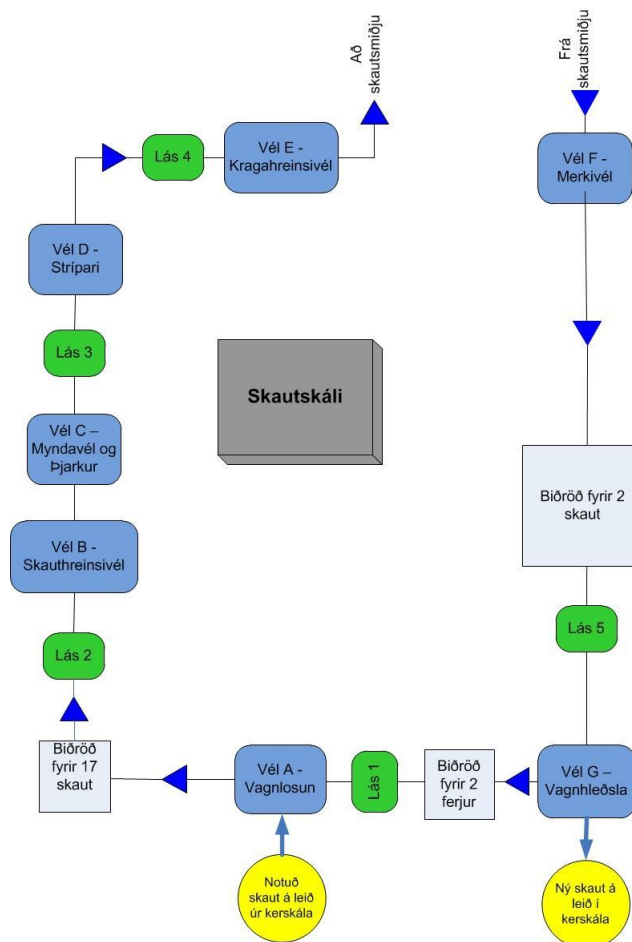 Að
skautsmiðju
Frá
skautsmiðju
Lás 4
Vél E -
Kragahreinsivél
Vél F -
Merkivél
Vél D -
Strípari
Lás 3
Skautskáli
Vél C –
Myndavél og
Þjarkur
Biðröð fyrir 2
skaut
Vél B -
Skauthreinsivél
Lás 5
Lás 2
Biðröð
fyrir 17
skaut
Vél A -
Vagnlosun
Lás 1
Biðröð
fyrir 2
ferjur
Vél G –
Vagnhleðsla
Notuð
skaut á leið
úr kerskála
Ný skaut á
leið í
kerskála